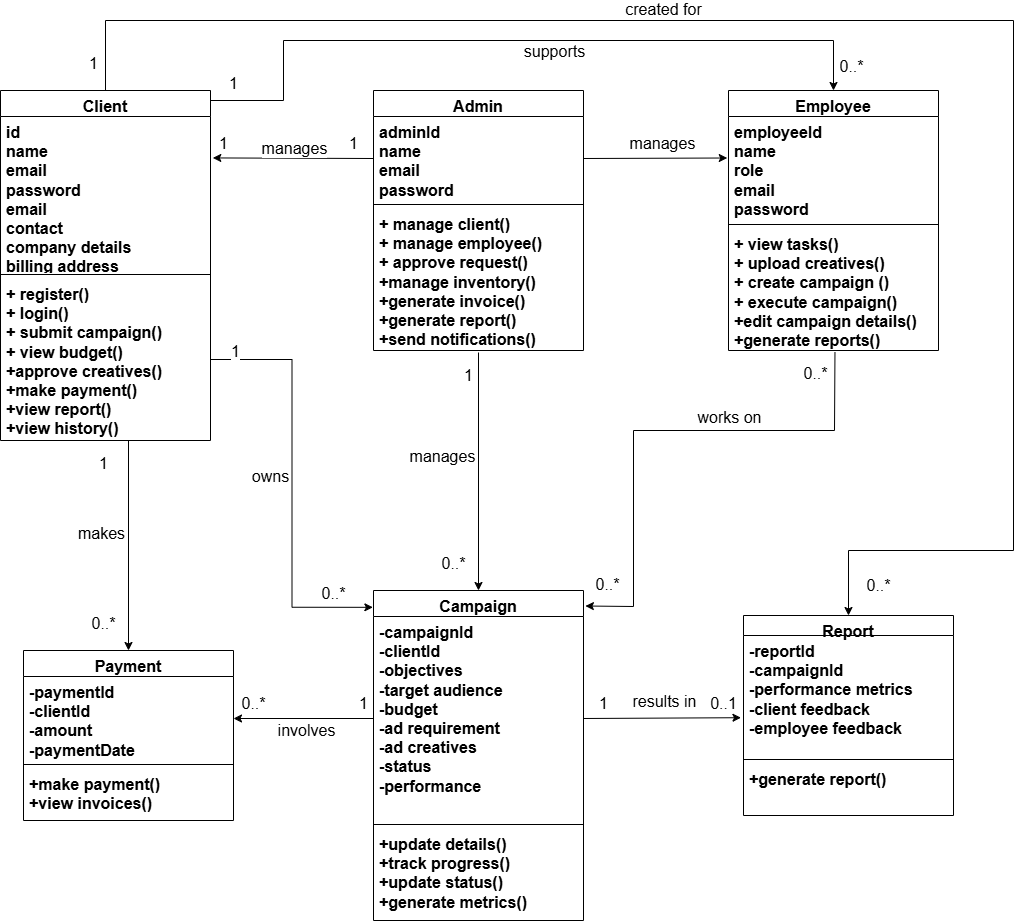 created for
1
supports
0..*
1
Client
id
name
email
password
email
contact
company details
billing address
+ register()
+ login()
+ submit campaign()
+ view budget()
+approve creatives()
+make payment()
+view report()
+view history()
1
manages
1
Admin
adminId
name
email
password
+ manage client()
+ manage employee()
+ approve request()
+manage inventory()
+generate invoice()
+generate report()
+send notifications()
manages
Employee
employeeId
name
role
email
password
+ view tasks()
+ upload creatives()
+ create campaign ()
+ execute campaign()
+edit campaign details()
+generate reports()
1
1
0..*
works on
1
manages
owns
makes
0..*
0..*
0..*
0..*
0..*
Payment
-paymentId
-clientId
-amount
-paymentDate
+make payment()
+view invoices()
0..*
1
involves
Campaign
-campaignId
-clientId
-objectives
-target audience
-budget
-ad requirement
-ad creatives
-status
-performance
+update details()
+track progress()
+update status()
+generate metrics()
1
results in
0..1
Report
-reportId
-campaignId
-performance metrics
-client feedback
-employee feedback
+generate report()